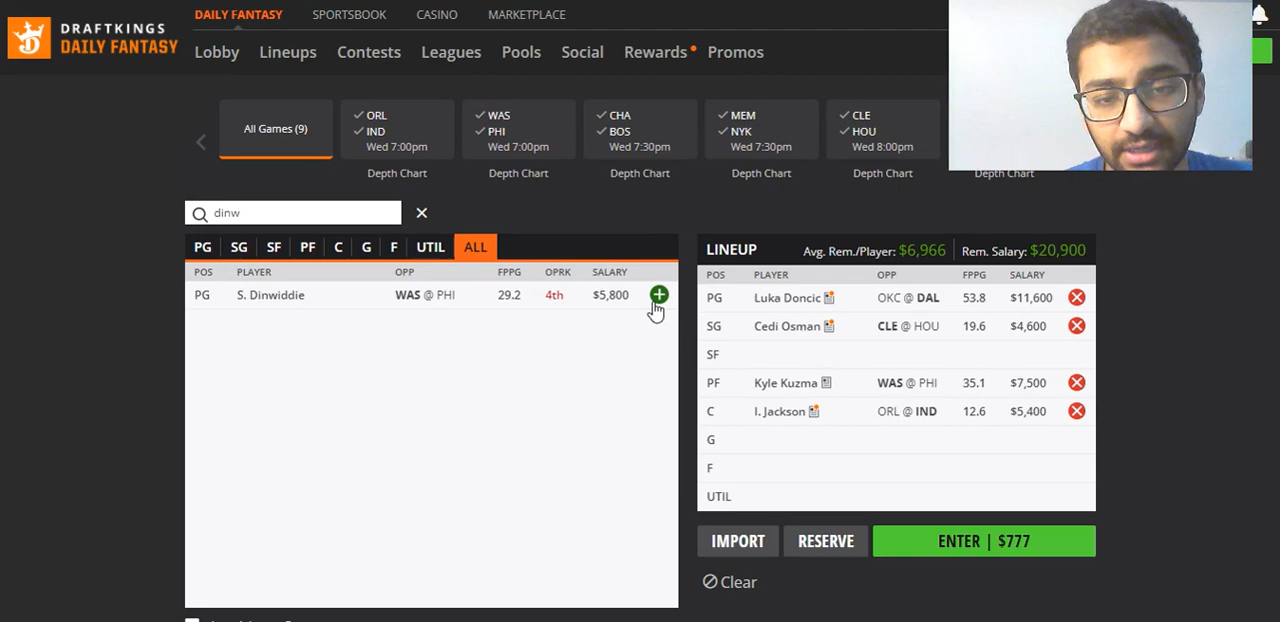 DRAFTKINGS
DAILY FANTASY
DAILY FANTASY SPORTSBOOK CASINO MARKETPLACE
Lobby Lineups Contests Leagues Pools Social Rewards Promos
All Games (9)
ORL
IND
Wed 7:00pm
Depth Chart
WAS
PHI
Wed 7:00pm
Depth Chart
CHA
BOS
Wed 7:30pm
Depth Chart
MEM
NYK
Wed 7:30pm
Depth Chart
CLE
HOU
Wed 8:00pm
Depth Chart
Depth Chart
dinw
PG SG SF PF C G F UTIL ALL
POS PLAYER OPP FPPG OPRK SALARY
PG S. Dinwiddie WAS @ PHI 29.2 4th $5,800
LINEUP Avg. Rem./Player: $6,966 Rem. Salary: $20,900
POS PLAYER OPP FPPG SALARY
PG Luka Doncic OKC @ DAL 53.8 $11,600
SG Cedi Osman CLE @ HOU 19.6 $4,600
SF
PF Kyle Kuzma WAS @ PHI 35.1 $7,500
C I. Jackson ORL @ IND 12.6 $5,400
G
F
UTIL
IMPORT RESERVE ENTER | $777
Clear